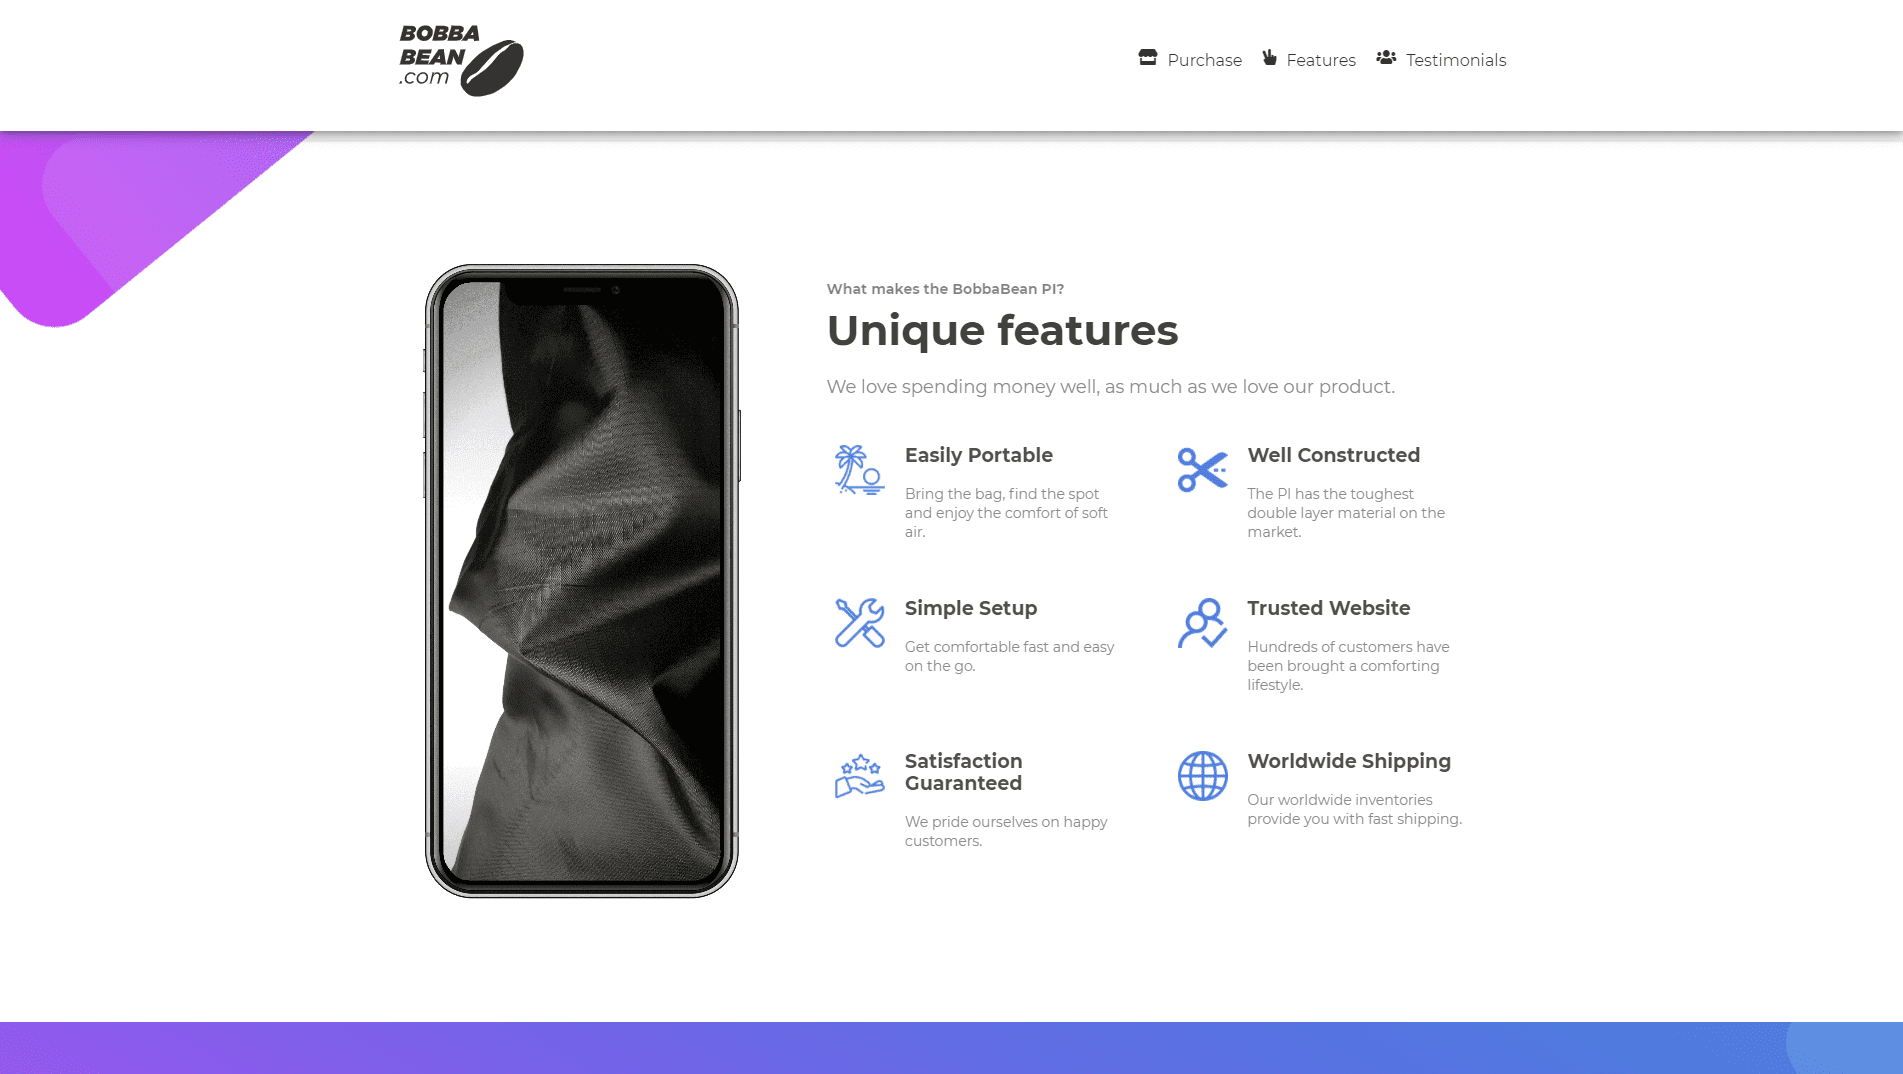 BOBBA
BEAN
.com
Purchase
Features
Testimonials
What makes the BobbaBean PI?
Unique features
We love spending money well, as much as we love our product.
Easily Portable
Bring the bag, find the spot
and enjoy the comfort of soft
air.
Well Constructed
The PI has the toughest
double layer material on the
market.
Simple Setup
Get comfortable fast and easy
on the go.
Trusted Website
Hundreds of customers have
been brought a comforting
lifestyle.
Satisfaction
Guaranteed
We pride ourselves on happy
customers.
Worldwide Shipping
Our worldwide inventories
provide you with fast shipping.